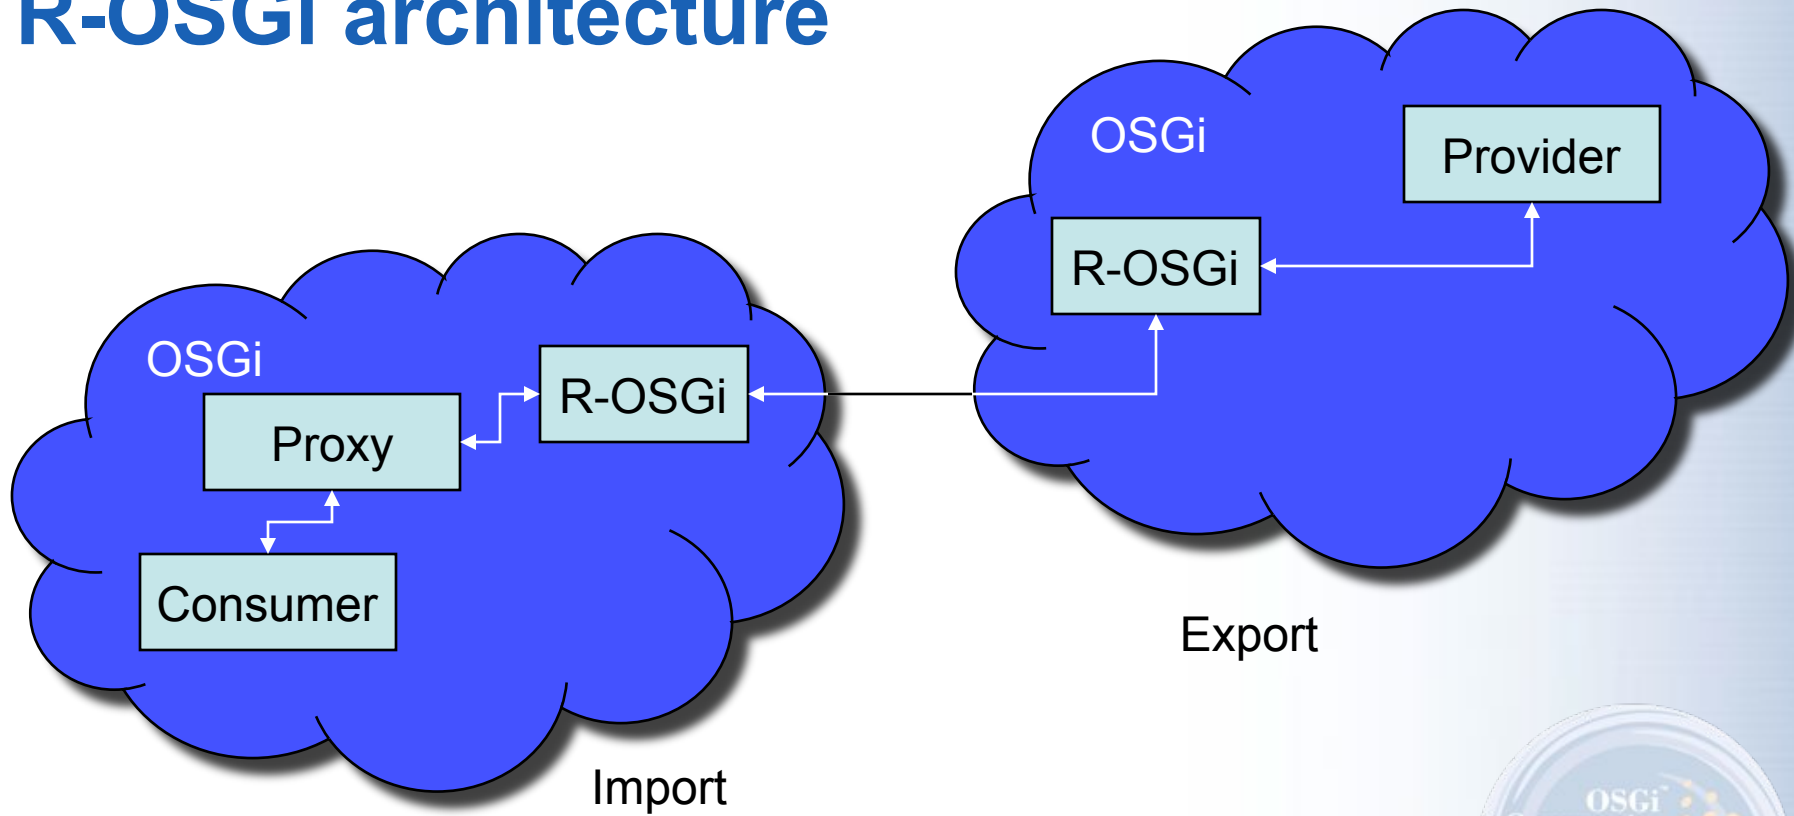 R-OSGi architecture
OSGi
Provider
R-OSGi
OSGi
R-OSGi
Proxy
Consumer
Export
Import
OSGi